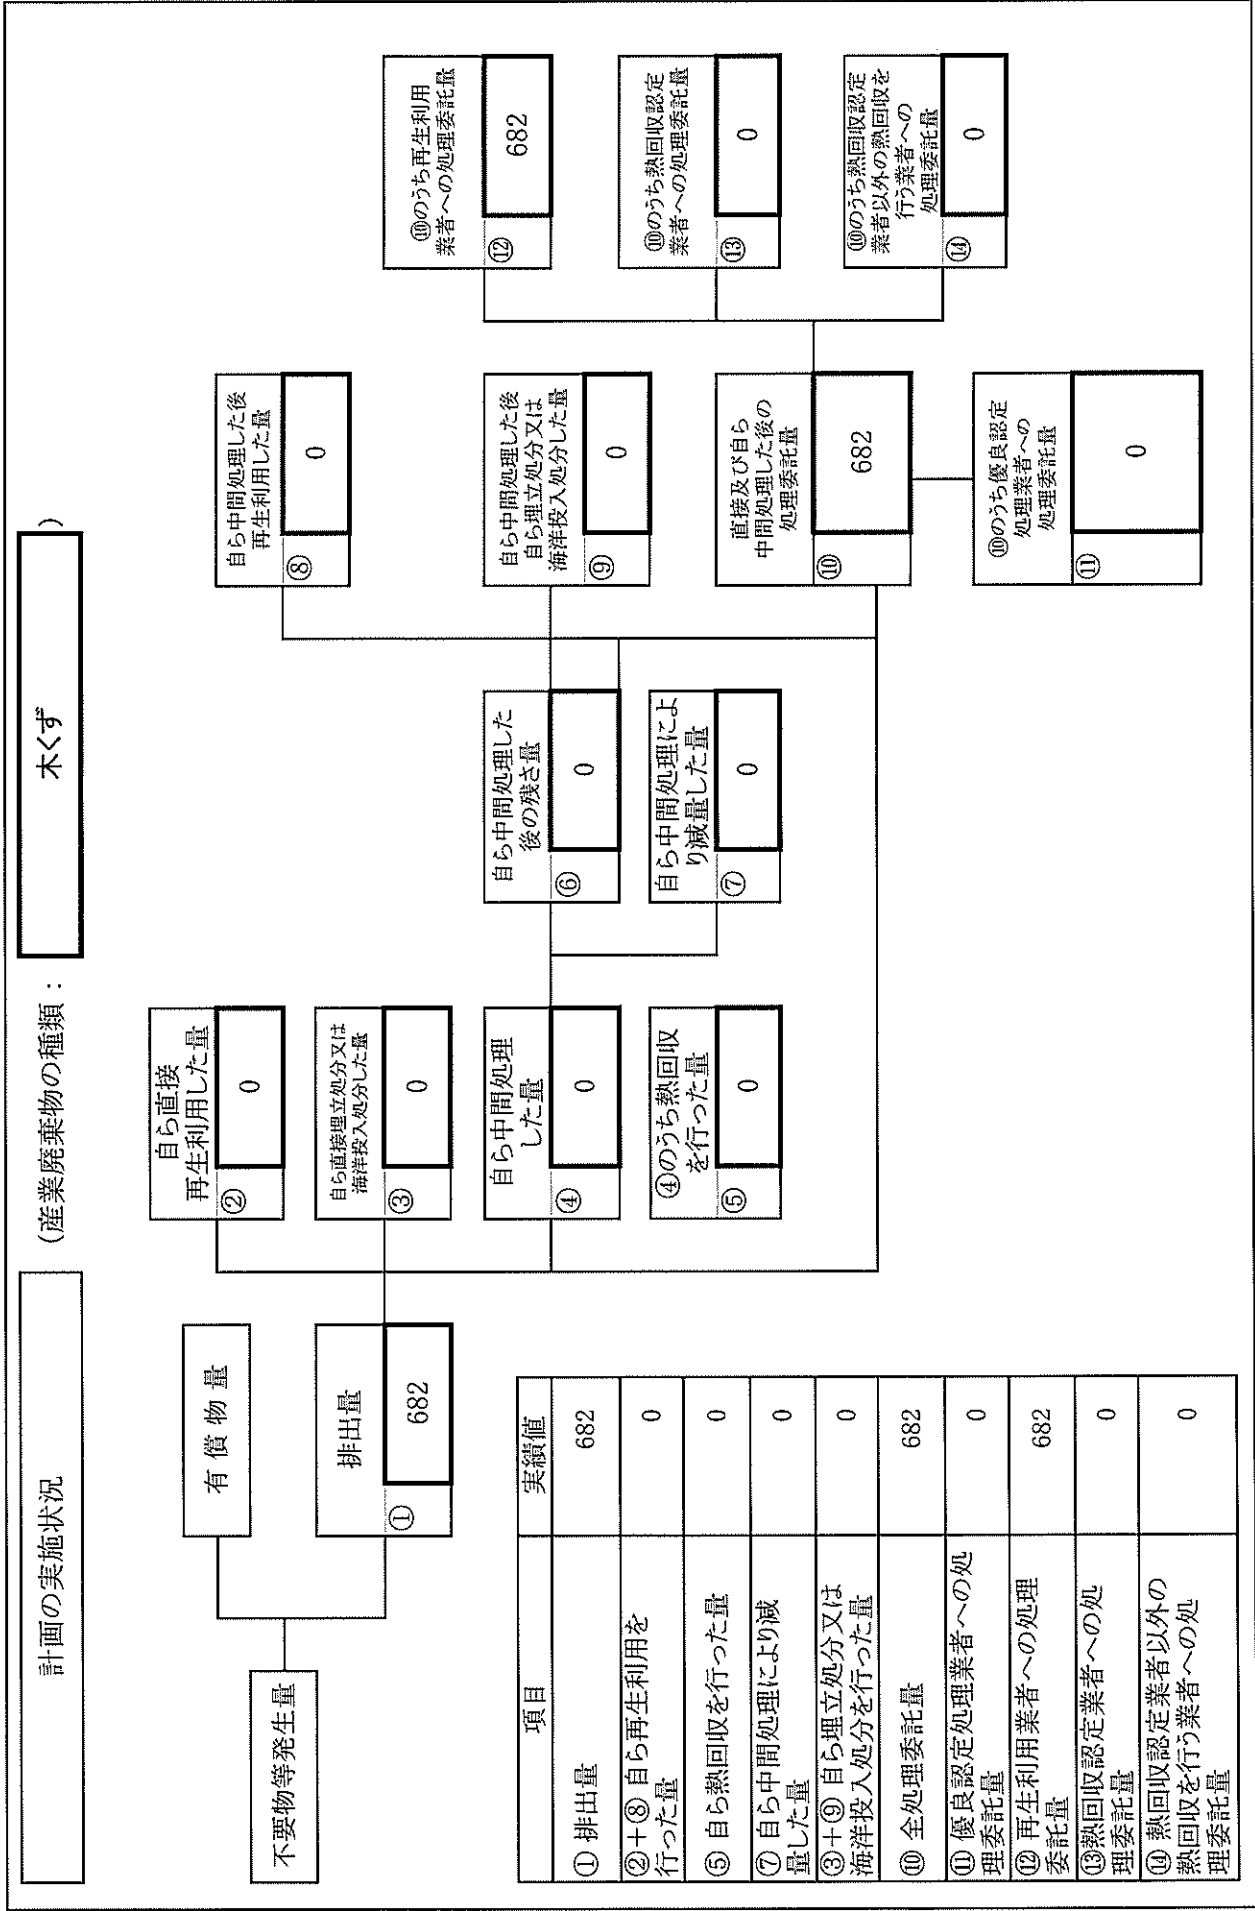 計画の実施状況
(産業廃棄物の種類：
木くず
)
不要物等発生量
有償物量
排出量
①
682
自ら直接
再生利用した量
②
0
自ら直接埋立処分又は
海洋投入処分した量
③
0
自ら中間処理
した量
④
0
④のうち熱回収
を行った量
⑤
0
自ら中間処理した
後の残さ量
⑥
0
自ら中間処理によ
り減量した量
⑦
0
自ら中間処理した後
再生利用した量
⑧
0
自ら中間処理した後
自ら埋立処分又は
海洋投入処分した量
⑨
0
直接及び自ら
中間処理した後の
処理委託量
⑩
682
⑩のうち優良認定
処理業者への
処理委託量
⑪
0
⑩のうち再生利用
業者への処理委託量
⑫
682
⑩のうち熱回収認定
業者への処理委託量
⑬
0
⑩のうち熱回収認定
業者以外の熱回収を
行う業者への
処理委託量
⑭
0
項目 実績値
① 排出量 682
②+⑧ 自ら再生利用を
行った量 0
⑤ 自ら熱回収を行った量 0
⑦ 自ら中間処理により減
量した量 0
③+⑨ 自ら埋立処分又は
海洋投入処分を行った量 0
⑩ 全処理委託量 682
⑪ 優良認定処理業者への処
理委託量 0
⑫ 再生利用業者への処理
委託量 682
⑬熱回収認定業者への処
理委託量 0
⑭ 熱回収認定業者以外の
熱回収を行う業者への処
理委託量 0